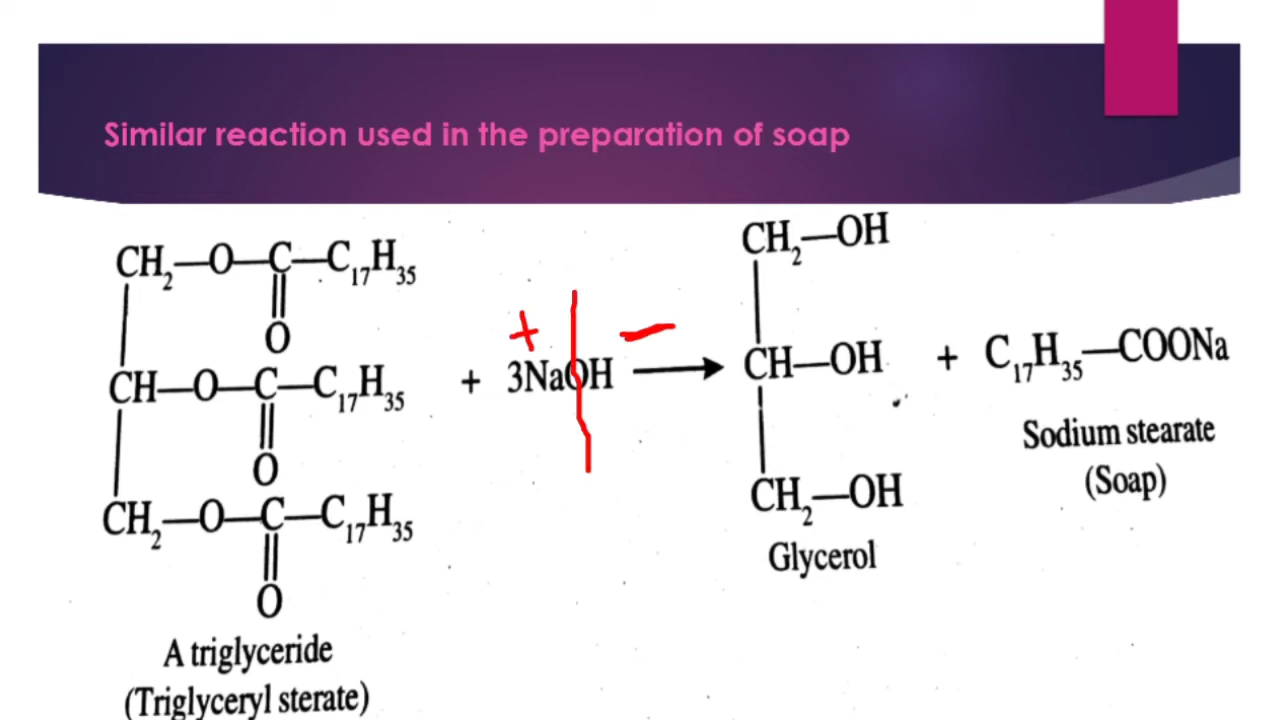 Similar reaction used in the preparation of soap
CH2—O—C—C17H35
O
CH—O—C—C17H35
O
CH2—O—C—C17H35
O
A triglyceride
(Triglyceryl sterate)
+ 3NaOH
+ −
CH2—OH
CH—OH
CH2—OH
Glycerol
+ C17H35—COONa
Sodium stearate
(Soap)